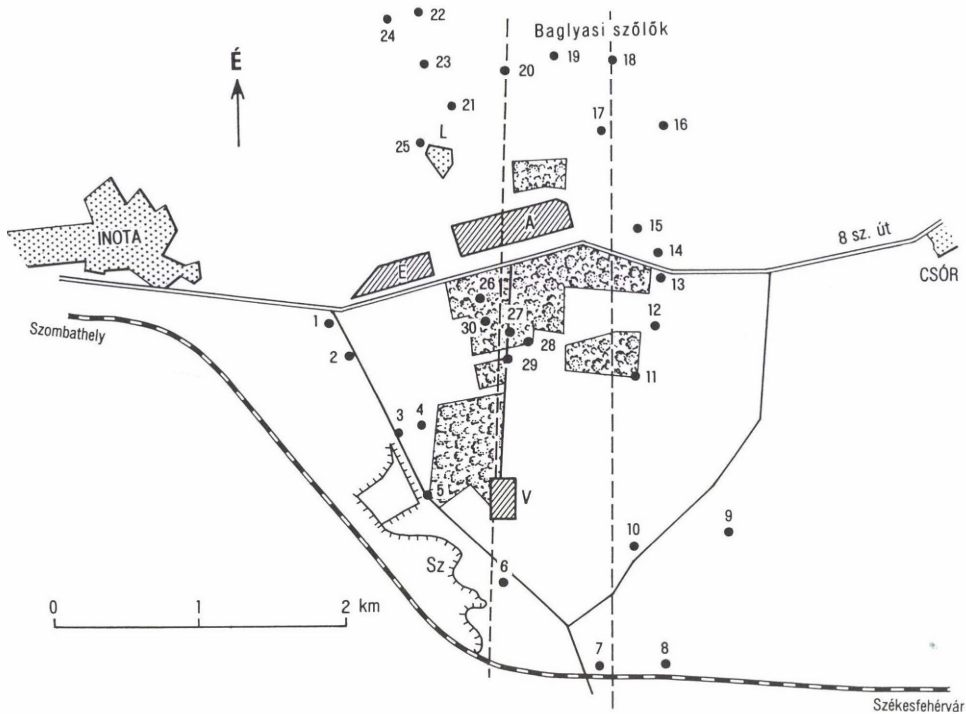 22
24
Baglyasi szőlők
19
18
20
É
23
21
17
16
L
25
INOTA
A
15
8 sz. út
14
CSÓR
E
13
26
1
27
12
30
Szombathely
28
2
29
11
3
4
5
V
10
9
Sz
6
0 1 2 km
7
8
Székesfehérvár